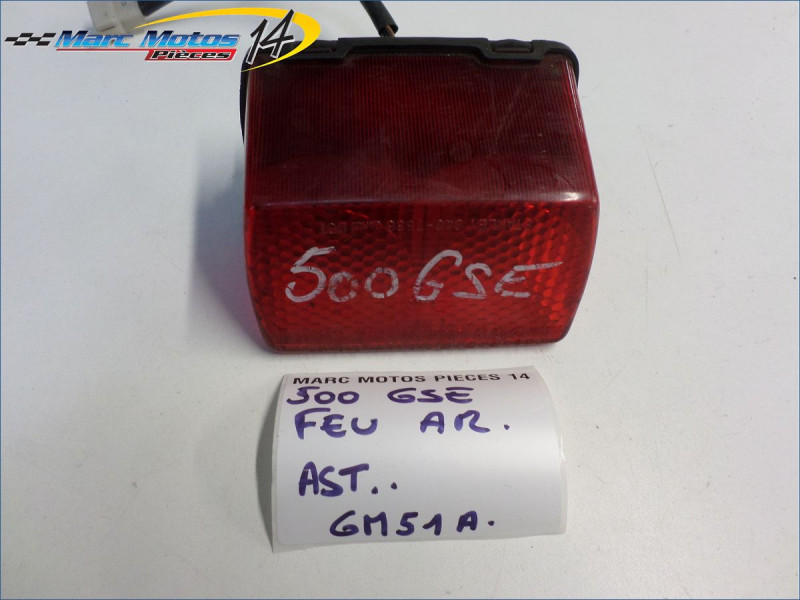 Marc Motos 14
Pièces
500 GSE
MARC MOTOS PIECES 14
500 GSE
FEU AR.
AST..
GM51A.